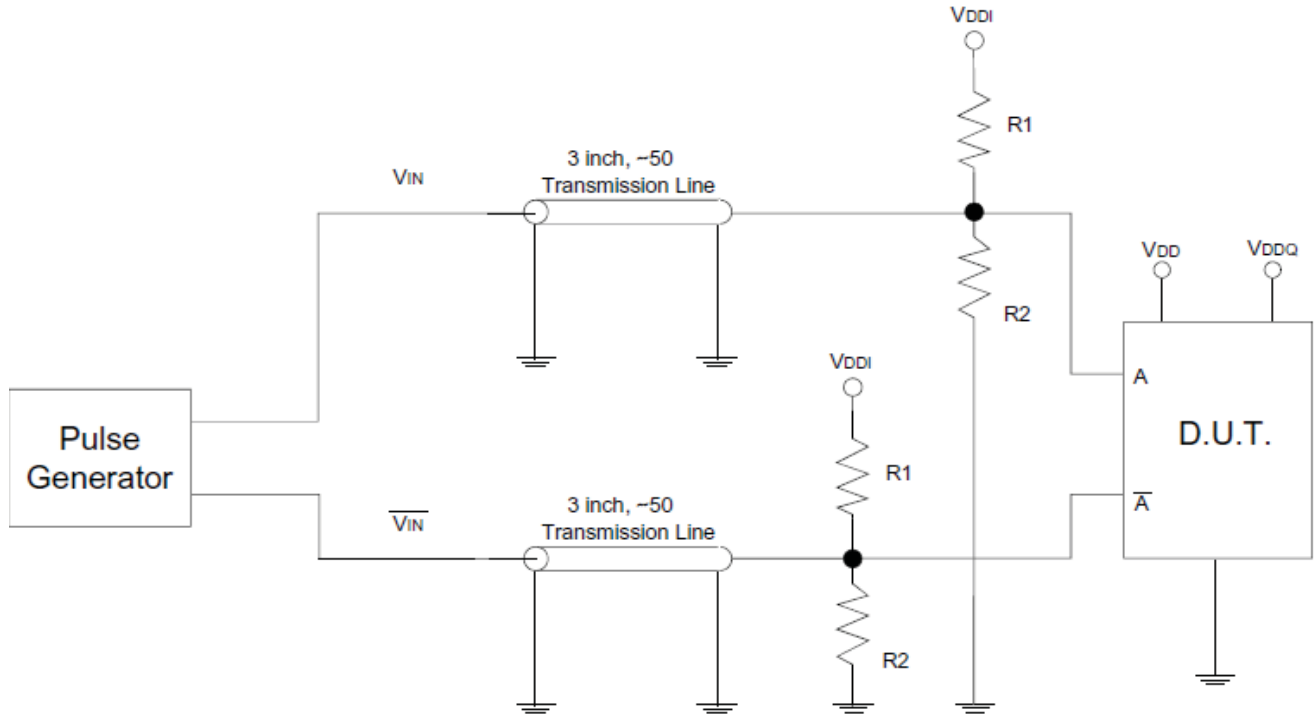 VDDI
R1
3 inch, ~50
Transmission Line
VIN
R2
VDD
VDDQ
A
D.U.T.
A̅
Pulse
Generator
VDDI
R1
3 inch, ~50
Transmission Line
V̅I̅N̅
R2